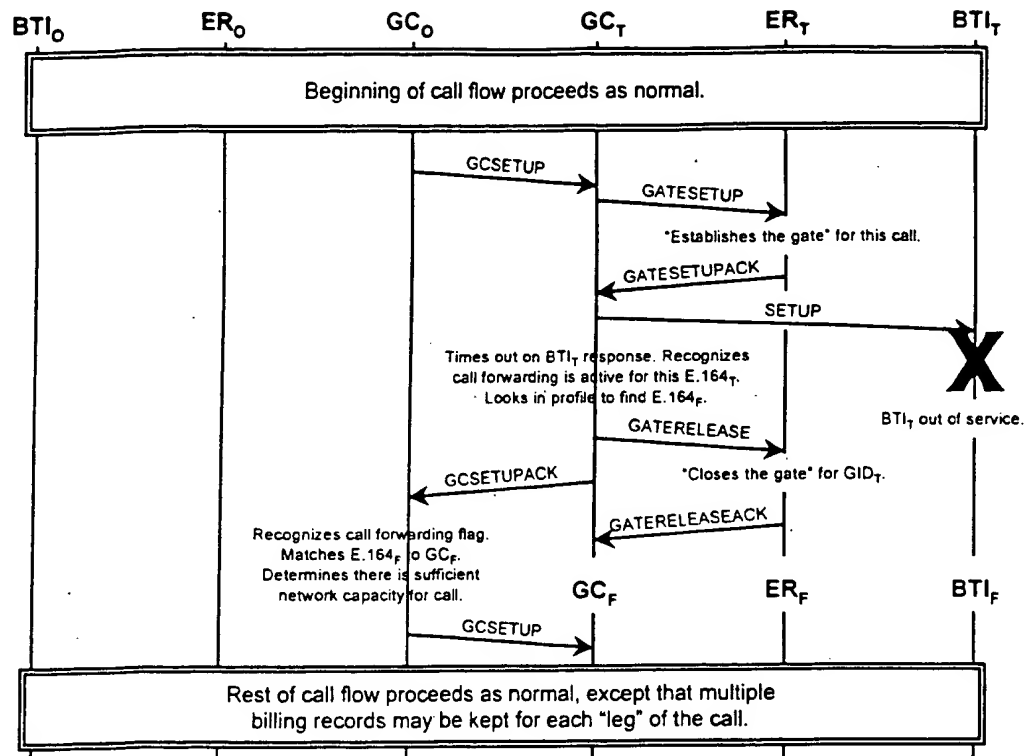 BTIO ERO GCO GCT ERT BTIT
Beginning of call flow proceeds as normal.
GCSETUP
GATESETUP
"Establishes the gate" for this call.
GATESETUPACK
SETUP
Times out on BTIT response. Recognizes
call forwarding is active for this E.164T.
Looks in profile to find E.164F.
X
BTIT out of service.
GATERELEASE
"Closes the gate" for GIDT.
GCSETUPACK
GATERELEASEACK
Recognizes call forwarding flag.
Matches E.164F to GCF.
Determines there is sufficient
network capacity for call.
GCF ERF BTIF
GCSETUP
Rest of call flow proceeds as normal, except that multiple
billing records may be kept for each "leg" of the call.